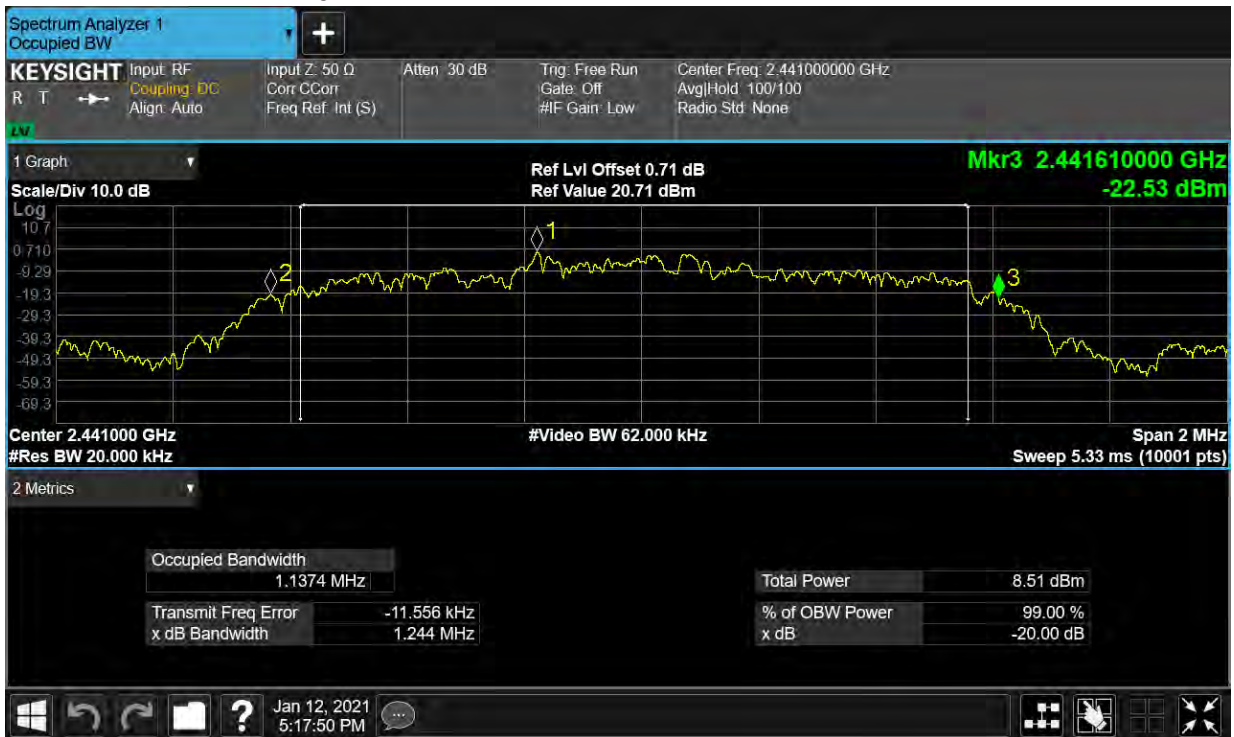 Spectrum Analyzer 1
Occupied BW
+
KEYSIGHT
R T
LXI
Input: RF
Coupling: DC
Align: Auto
Input Z: 50 Ω
Corr CCorr
Freq Ref: Int (S)
Atten: 30 dB
Trig: Free Run
Gate: Off
#IF Gain: Low
Center Freq: 2.441000000 GHz
Avg|Hold: 100/100
Radio Std: None
1 Graph
Scale/Div 10.0 dB
Ref Lvl Offset 0.71 dB
Ref Value 20.71 dBm
Mkr3 2.441610000 GHz
-22.53 dBm
Log
10.7
0.710
-9.29
-19.3
-29.3
-39.3
-49.3
-59.3
-69.3
1
2
3
Center 2.441000 GHz
#Res BW 20.000 kHz
#Video BW 62.000 kHz
Span 2 MHz
Sweep 5.33 ms (10001 pts)
2 Metrics
Occupied Bandwidth
1.1374 MHz
Transmit Freq Error -11.556 kHz
x dB Bandwidth 1.244 MHz
Total Power 8.51 dBm
% of OBW Power 99.00 %
x dB -20.00 dB
?
Jan 12, 2021
5:17:50 PM